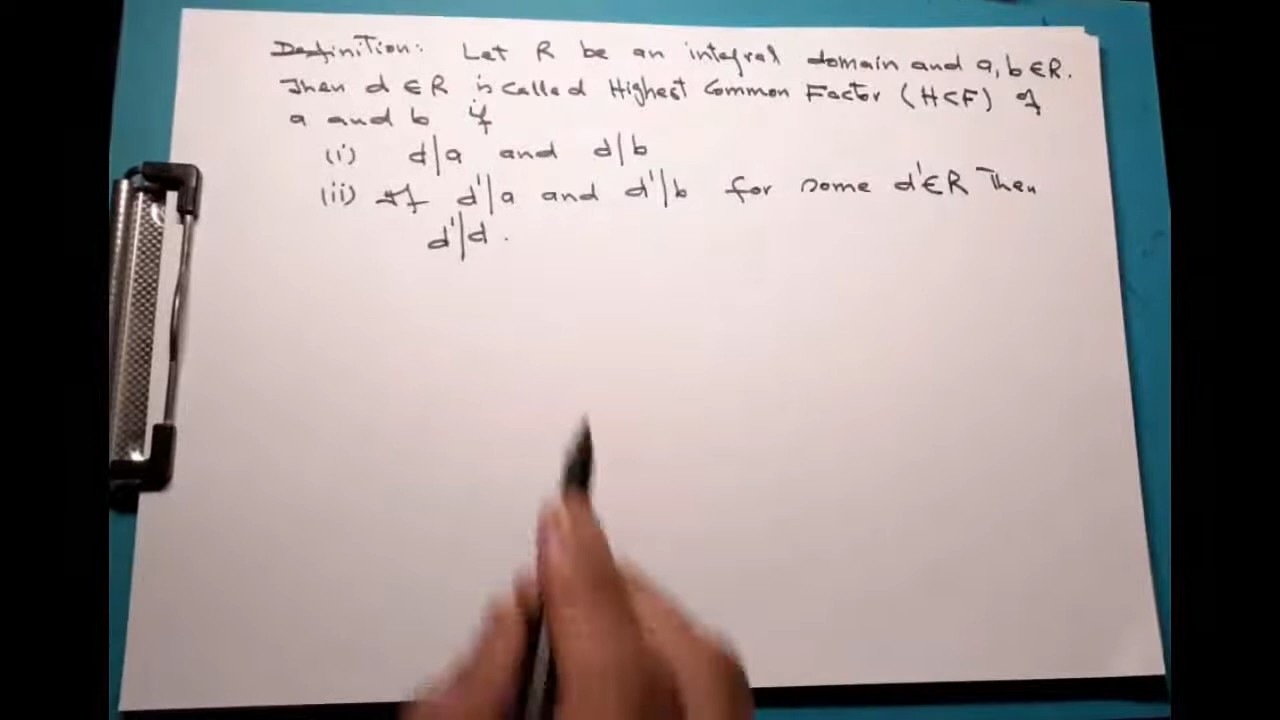 Definition: Let R be an integral domain and a, b ∈ R.
Then d ∈ R is called Highest Common Factor (HCF) of
a and b if
(i) d|a and d|b
(ii) If d'|a and d'|b for some d' ∈ R Then
d'|d.